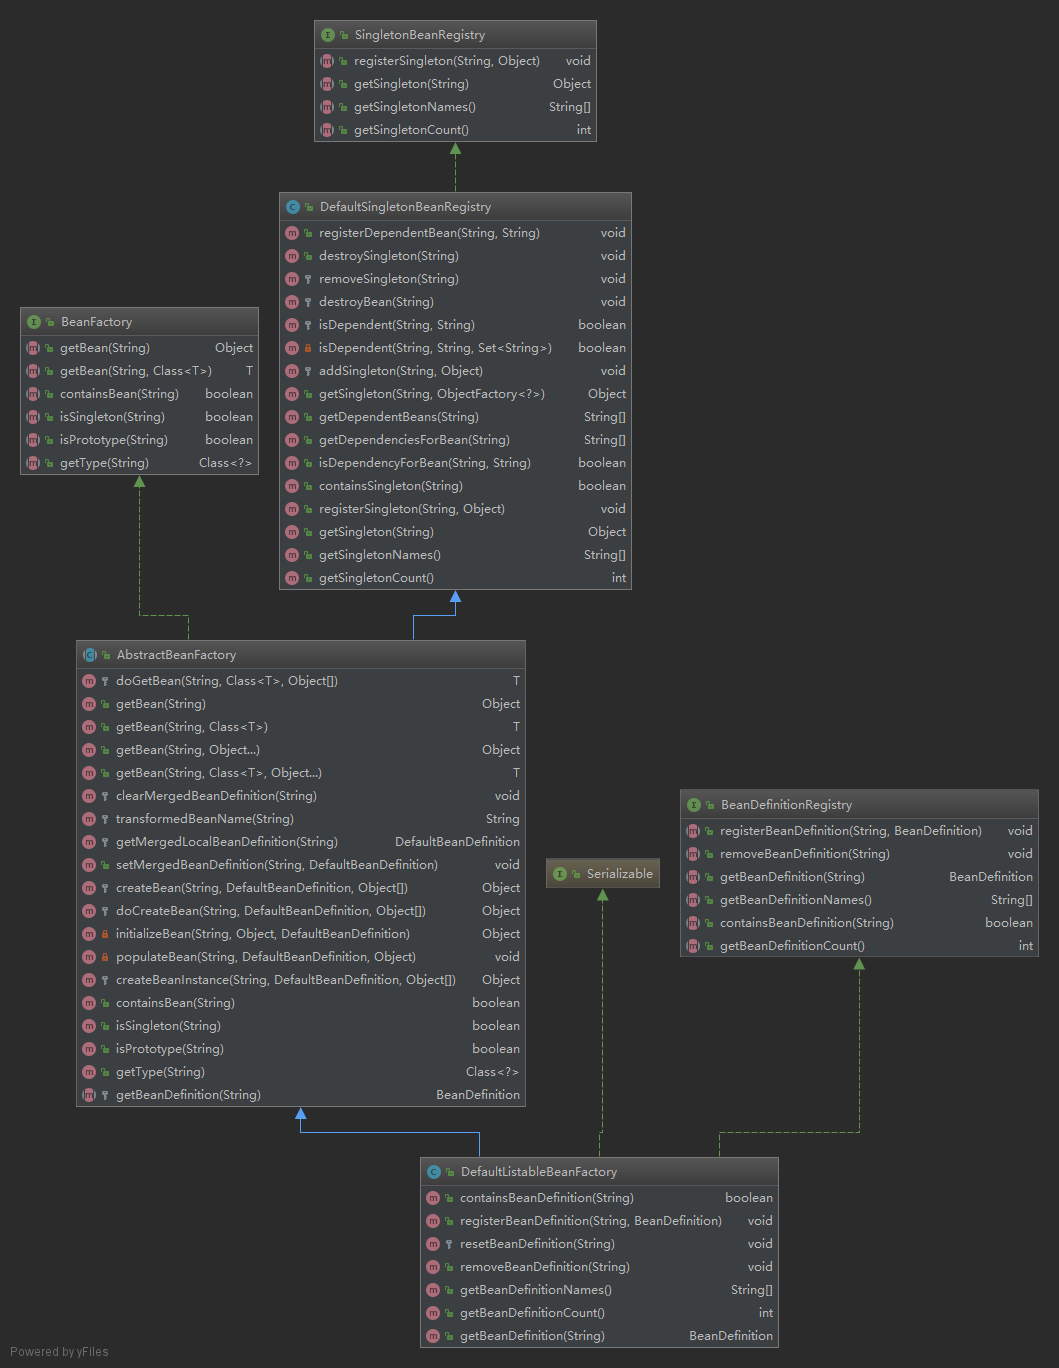 SingletonBeanRegistry
registerSingleton(String, Object) void
getSingleton(String) Object
getSingletonNames() String[]
getSingletonCount() int
DefaultSingletonBeanRegistry
registerDependentBean(String, String) void
destroySingleton(String) void
removeSingleton(String) void
destroyBean(String) void
isDependent(String, String) boolean
isDependent(String, String, Set<String>) boolean
addSingleton(String, Object) void
getSingleton(String, ObjectFactory<?>) Object
getDependentBeans(String) String[]
getDependenciesForBean(String) String[]
isDependencyForBean(String, String) boolean
containsSingleton(String) boolean
registerSingleton(String, Object) void
getSingleton(String) Object
getSingletonNames() String[]
getSingletonCount() int
BeanFactory
getBean(String) Object
getBean(String, Class<T>) T
containsBean(String) boolean
isSingleton(String) boolean
isPrototype(String) boolean
getType(String) Class<?>
AbstractBeanFactory
doGetBean(String, Class<T>, Object[]) T
getBean(String) Object
getBean(String, Class<T>) T
getBean(String, Object...) Object
getBean(String, Class<T>, Object...) T
clearMergedBeanDefinition(String) void
transformedBeanName(String) String
getMergedLocalBeanDefinition(String) DefaultBeanDefinition
setMergedBeanDefinition(String, DefaultBeanDefinition) void
createBean(String, DefaultBeanDefinition, Object[]) Object
doCreateBean(String, DefaultBeanDefinition, Object[]) Object
initializeBean(String, Object, DefaultBeanDefinition) Object
populateBean(String, DefaultBeanDefinition, Object) void
createBeanInstance(String, DefaultBeanDefinition, Object[]) Object
containsBean(String) boolean
isSingleton(String) boolean
isPrototype(String) boolean
getType(String) Class<?>
getBeanDefinition(String) BeanDefinition
Serializable
BeanDefinitionRegistry
registerBeanDefinition(String, BeanDefinition) void
removeBeanDefinition(String) void
getBeanDefinition(String) BeanDefinition
getBeanDefinitionNames() String[]
containsBeanDefinition(String) boolean
getBeanDefinitionCount() int
DefaultListableBeanFactory
containsBeanDefinition(String) boolean
registerBeanDefinition(String, BeanDefinition) void
resetBeanDefinition(String) void
removeBeanDefinition(String) void
getBeanDefinitionNames() String[]
getBeanDefinitionCount() int
getBeanDefinition(String) BeanDefinition
Powered by yFiles